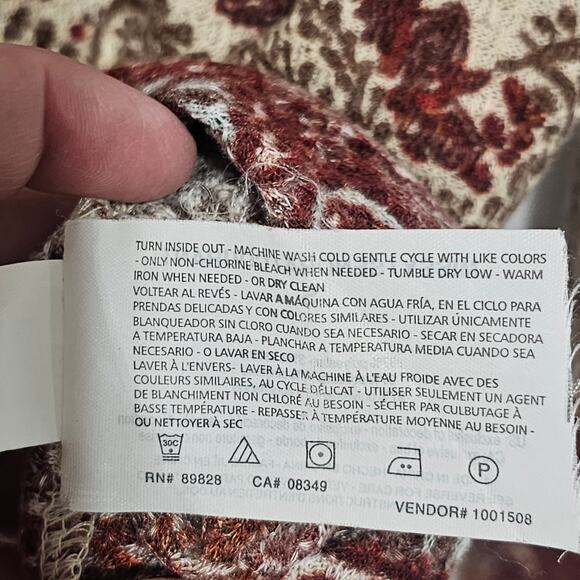 TURN INSIDE OUT - MACHINE WASH COLD GENTLE CYCLE WITH LIKE COLORS
- ONLY NON-CHLORINE BLEACH WHEN NEEDED - TUMBLE DRY LOW - WARM
IRON WHEN NEEDED - OR DRY CLEAN
VOLTEAR AL REVÉS - LAVAR A MÁQUINA CON AGUA FRÍA, EN EL CICLO PARA
PRENDAS DELICADAS Y CON COLORES SIMILARES - UTILIZAR ÚNICAMENTE
BLANQUEADOR SIN CLORO CUANDO SEA NECESARIO - SECAR EN SECADORA
A TEMPERATURA BAJA - PLANCHAR A TEMPERATURA MEDIA CUANDO SEA
NECESARIO - O LAVAR EN SECO
LAVER À L'ENVERS- LAVER À LA MACHINE À L'EAU FROIDE AVEC DES
COULEURS SIMILAIRES, AU CYCLE DÉLICAT - UTILISER SEULEMENT UN AGENT
DE BLANCHIMENT NON CHLORÉ AU BESOIN - SÉCHER PAR CULBUTAGE À
BASSE TEMPÉRATURE - REPASSER À TEMPÉRATURE MOYENNE AU BESOIN -
OU NETTOYER À SEC
30C
P
RN# 89828 CA# 08349
VENDOR# 1001508